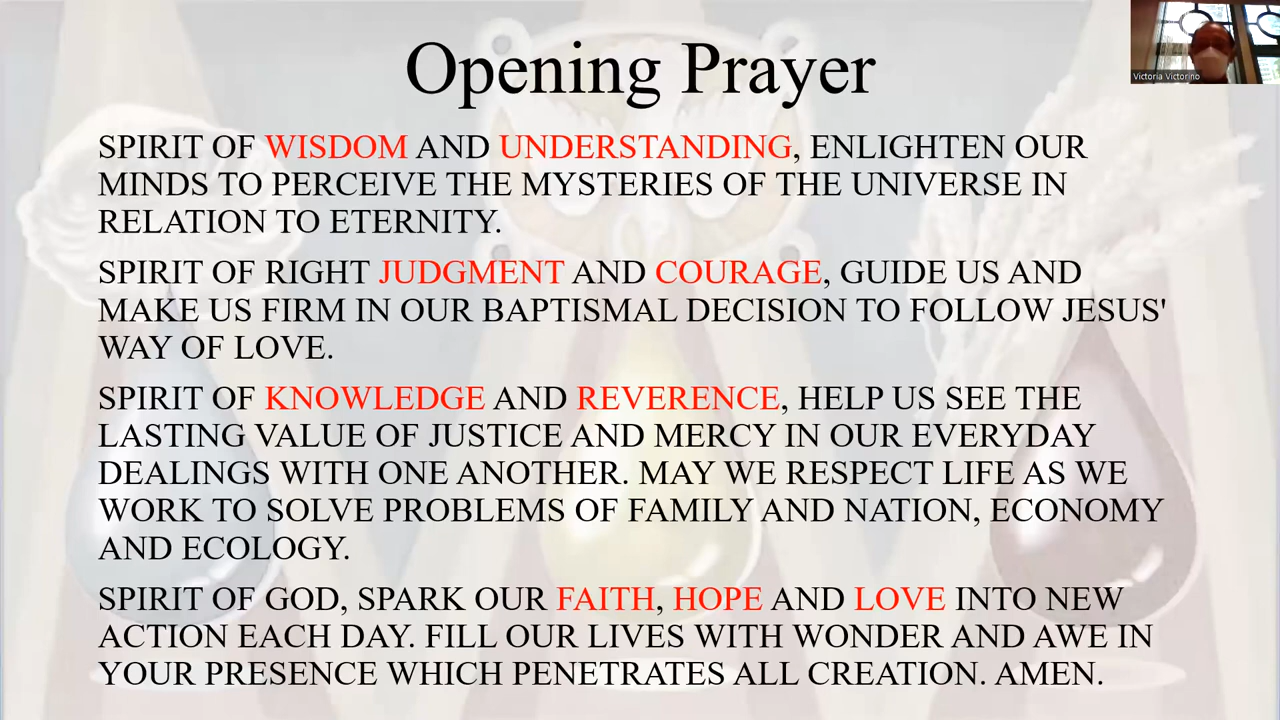 Opening Prayer
Victoria Victorino
SPIRIT OF WISDOM AND UNDERSTANDING, ENLIGHTEN OUR
MINDS TO PERCEIVE THE MYSTERIES OF THE UNIVERSE IN
RELATION TO ETERNITY.
SPIRIT OF RIGHT JUDGMENT AND COURAGE, GUIDE US AND
MAKE US FIRM IN OUR BAPTISMAL DECISION TO FOLLOW JESUS'
WAY OF LOVE.
SPIRIT OF KNOWLEDGE AND REVERENCE, HELP US SEE THE
LASTING VALUE OF JUSTICE AND MERCY IN OUR EVERYDAY
DEALINGS WITH ONE ANOTHER. MAY WE RESPECT LIFE AS WE
WORK TO SOLVE PROBLEMS OF FAMILY AND NATION, ECONOMY
AND ECOLOGY.
SPIRIT OF GOD, SPARK OUR FAITH, HOPE AND LOVE INTO NEW
ACTION EACH DAY. FILL OUR LIVES WITH WONDER AND AWE IN
YOUR PRESENCE WHICH PENETRATES ALL CREATION. AMEN.